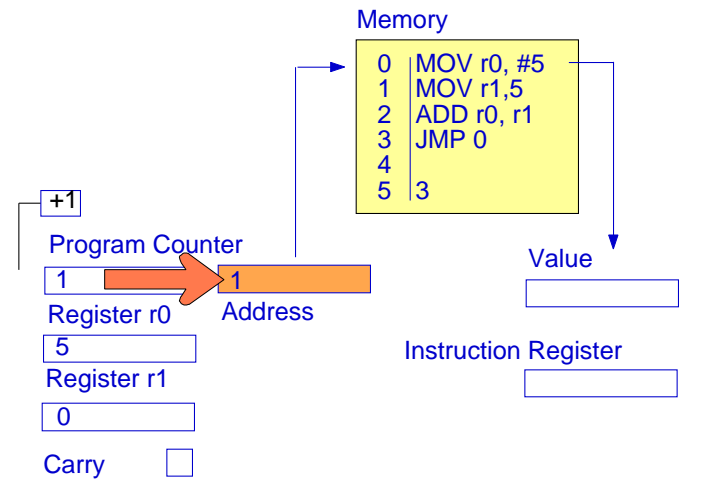 Memory
0 MOV r0, #5
1 MOV r1,5
2 ADD r0, r1
3 JMP 0
4
5 3
+1
Program Counter
1
1
Address
Value
Register r0
5
Instruction Register
Register r1
0
Carry